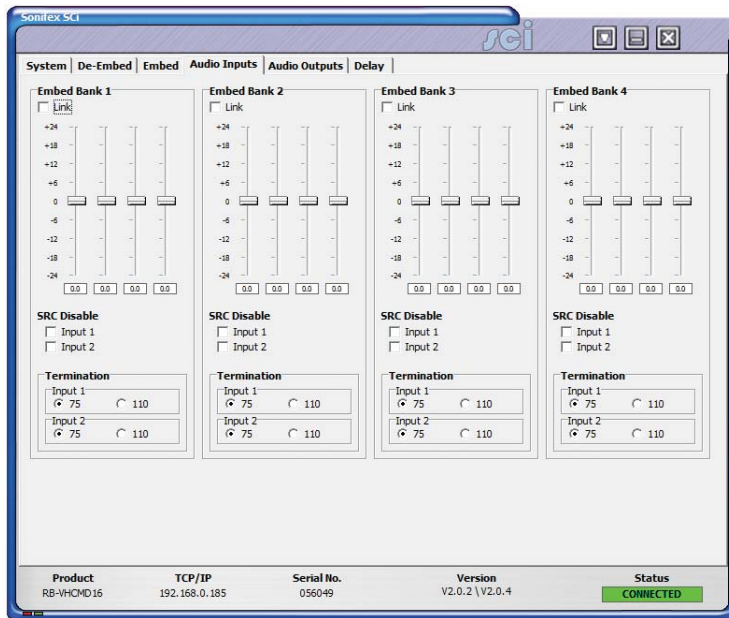 Sonifex SCi
sci
System De-Embed Embed Audio Inputs Audio Outputs Delay
Embed Bank 1 Embed Bank 2 Embed Bank 3 Embed Bank 4
Link Link Link Link
+24 +24 +24 +24
+18 +18 +18 +18
+12 +12 +12 +12
+6 +6 +6 +6
0 0 0 0
-6 -6 -6 -6
-12 -12 -12 -12
-18 -18 -18 -18
-24 -24 -24 -24
0.0 0.0 0.0 0.0 0.0 0.0 0.0 0.0 0.0 0.0 0.0 0.0 0.0 0.0 0.0 0.0
SRC Disable SRC Disable SRC Disable SRC Disable
Input 1 Input 1 Input 1 Input 1
Input 2 Input 2 Input 2 Input 2
Termination Termination Termination Termination
Input 1 Input 1 Input 1 Input 1
75 110 75 110 75 110 75 110
Input 2 Input 2 Input 2 Input 2
75 110 75 110 75 110 75 110
Product TCP/IP Serial No. Version Status
RB-VHCMD16 192.168.0.185 056049 V2.0.2 \ V2.0.4 CONNECTED